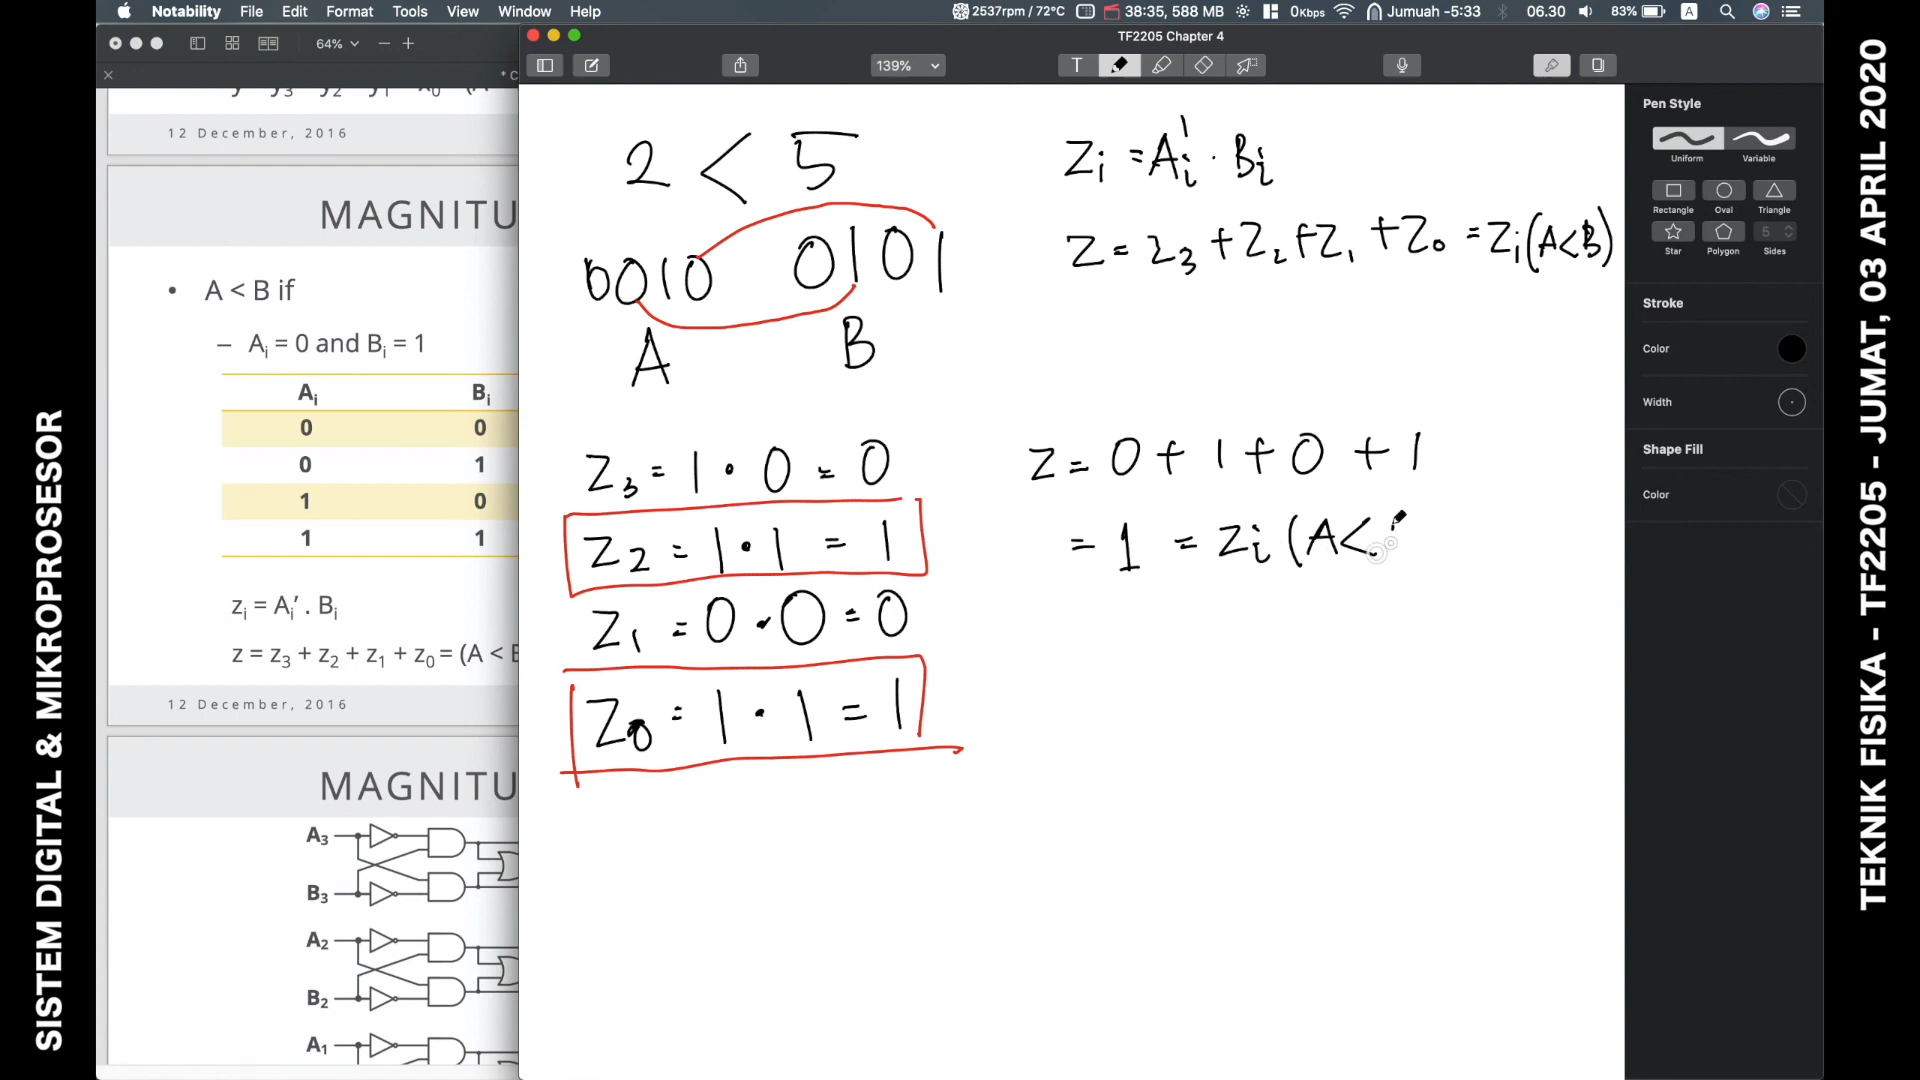 Notability File Edit Format Tools View Window Help
2537rpm / 72°C 38:35, 588 MB 0Kbps Jumuah -5:33 06.30 83% A
SISTEM DIGITAL & MIKROPROSESOR
64%
12 December, 2016
MAGNITU
• A < B if
– Ai = 0 and Bi = 1
Ai Bi
0 0
0 1
1 0
1 1
zi = Ai’ . Bi
z = z3 + z2 + z1 + z0 = (A < B
12 December, 2016
MAGNITU
A3
B3
A2
B2
A1
TF2205 Chapter 4
139%
T
2 < 5
0010 0101
A B
Zi = Ai' · Bi
Z = Z3 + Z2 + Z1 + Z0 = Zi (A<B)
Z3 = 1 • 0 = 0
Z2 = 1 • 1 = 1
Z1 = 0 • 0 = 0
Z0 = 1 • 1 = 1
Z = 0 + 1 + 0 + 1
= 1 = Zi (A<
Pen Style
Uniform Variable
Rectangle Oval Triangle
Star Polygon 5 Sides
Stroke
Color
Width
Shape Fill
Color
TEKNIK FISIKA - TF2205 - JUMAT, 03 APRIL 2020